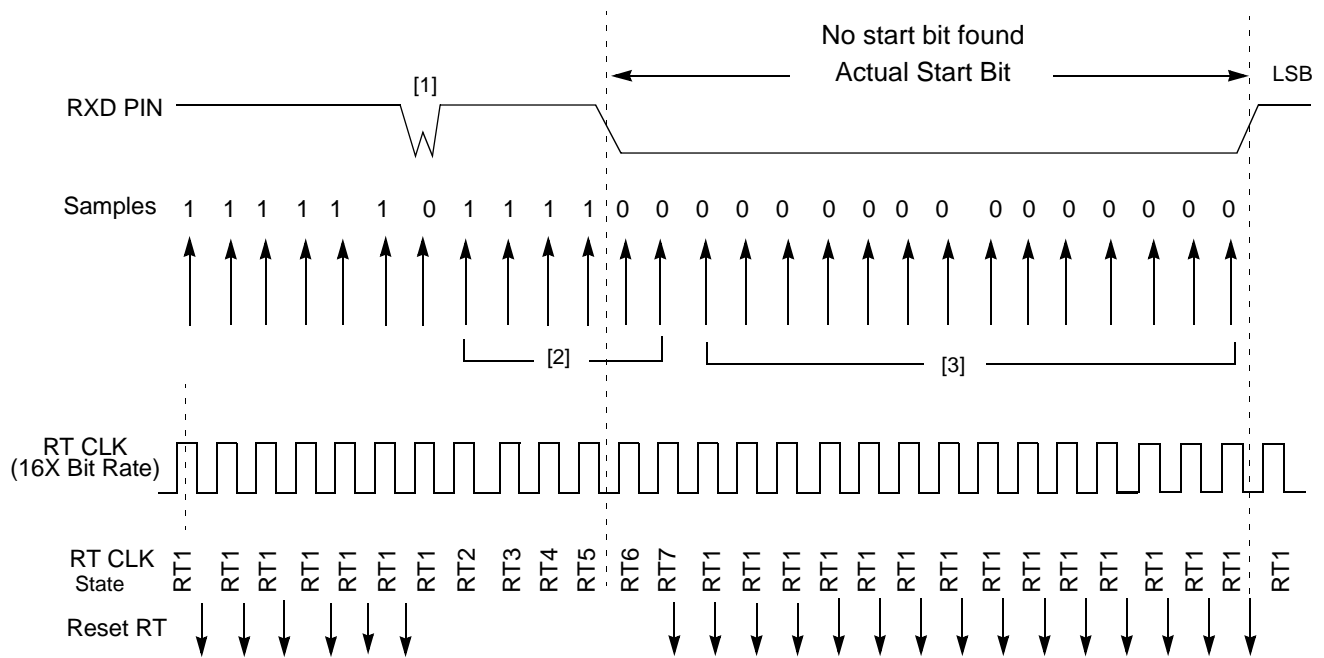 No start bit found
Actual Start Bit
LSB
[1]
RXD PIN
Samples 1 1 1 1 1 1 0 1 1 1 1 0 0 0 0 0 0 0 0 0 0 0 0 0 0 0 0
[2]
[3]
RT CLK
(16X Bit Rate)
RT CLK
State
RT1 RT1 RT1 RT1 RT1 RT1 RT1 RT2 RT3 RT4 RT5 RT6 RT7 RT1 RT1 RT1 RT1 RT1 RT1 RT1 RT1 RT1 RT1 RT1 RT1 RT1 RT1 RT1
Reset RT